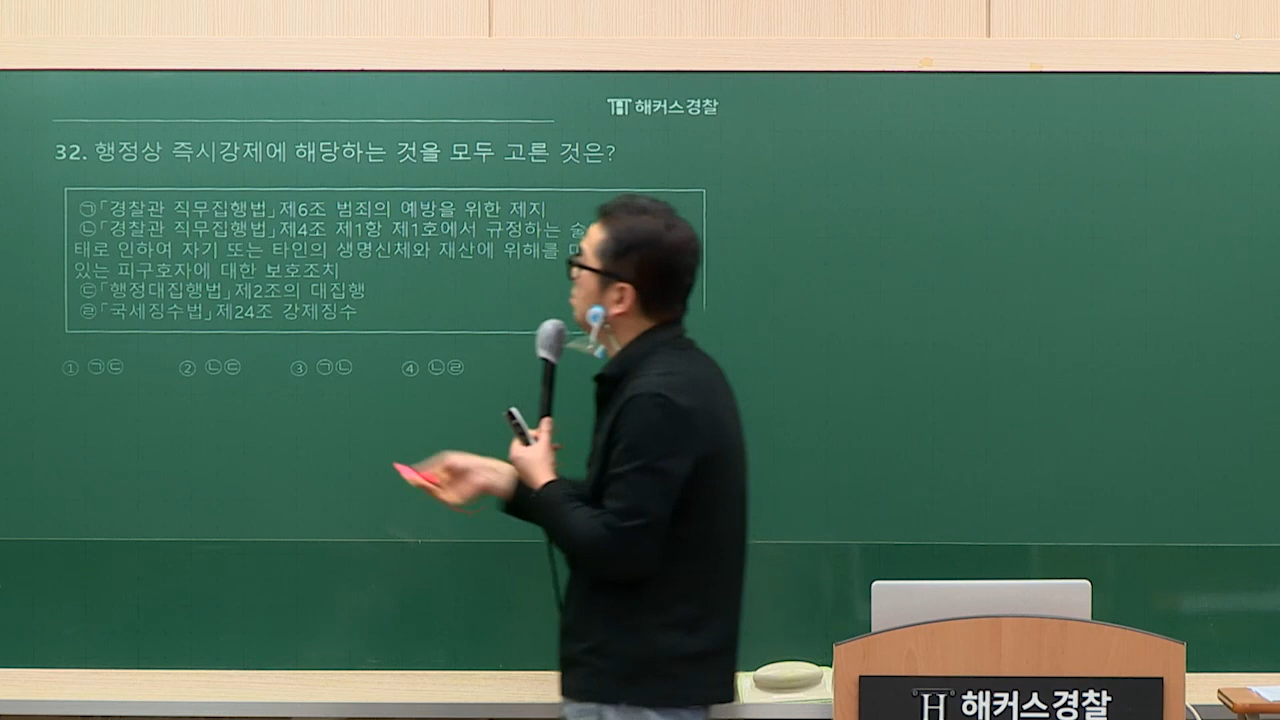 해커스경찰
32. 행정상 즉시강제에 해당하는 것을 모두 고른 것은?
㉠「경찰관 직무집행법」제6조 범죄의 예방을 위한 제지
㉡「경찰관 직무집행법」제4조 제1항 제1호에서 규정하는 술
태로 인하여 자기 또는 타인의 생명신체와 재산에 위해를
있는 피구호자에 대한 보호조치
㉢「행정대집행법」제2조의 대집행
㉣「국세징수법」제24조 강제징수
① ㉠㉢ ② ㉡㉢ ③ ㉠㉡ ④ ㉡㉣
해커스경찰